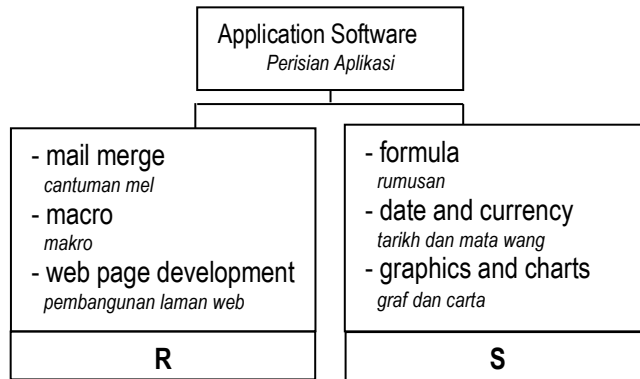 Application Software
Perisian Aplikasi
- mail merge
cantuman mel
- macro
makro
- web page development
pembangunan laman web
R
- formula
rumusan
- date and currency
tarikh dan mata wang
- graphics and charts
graf dan carta
S